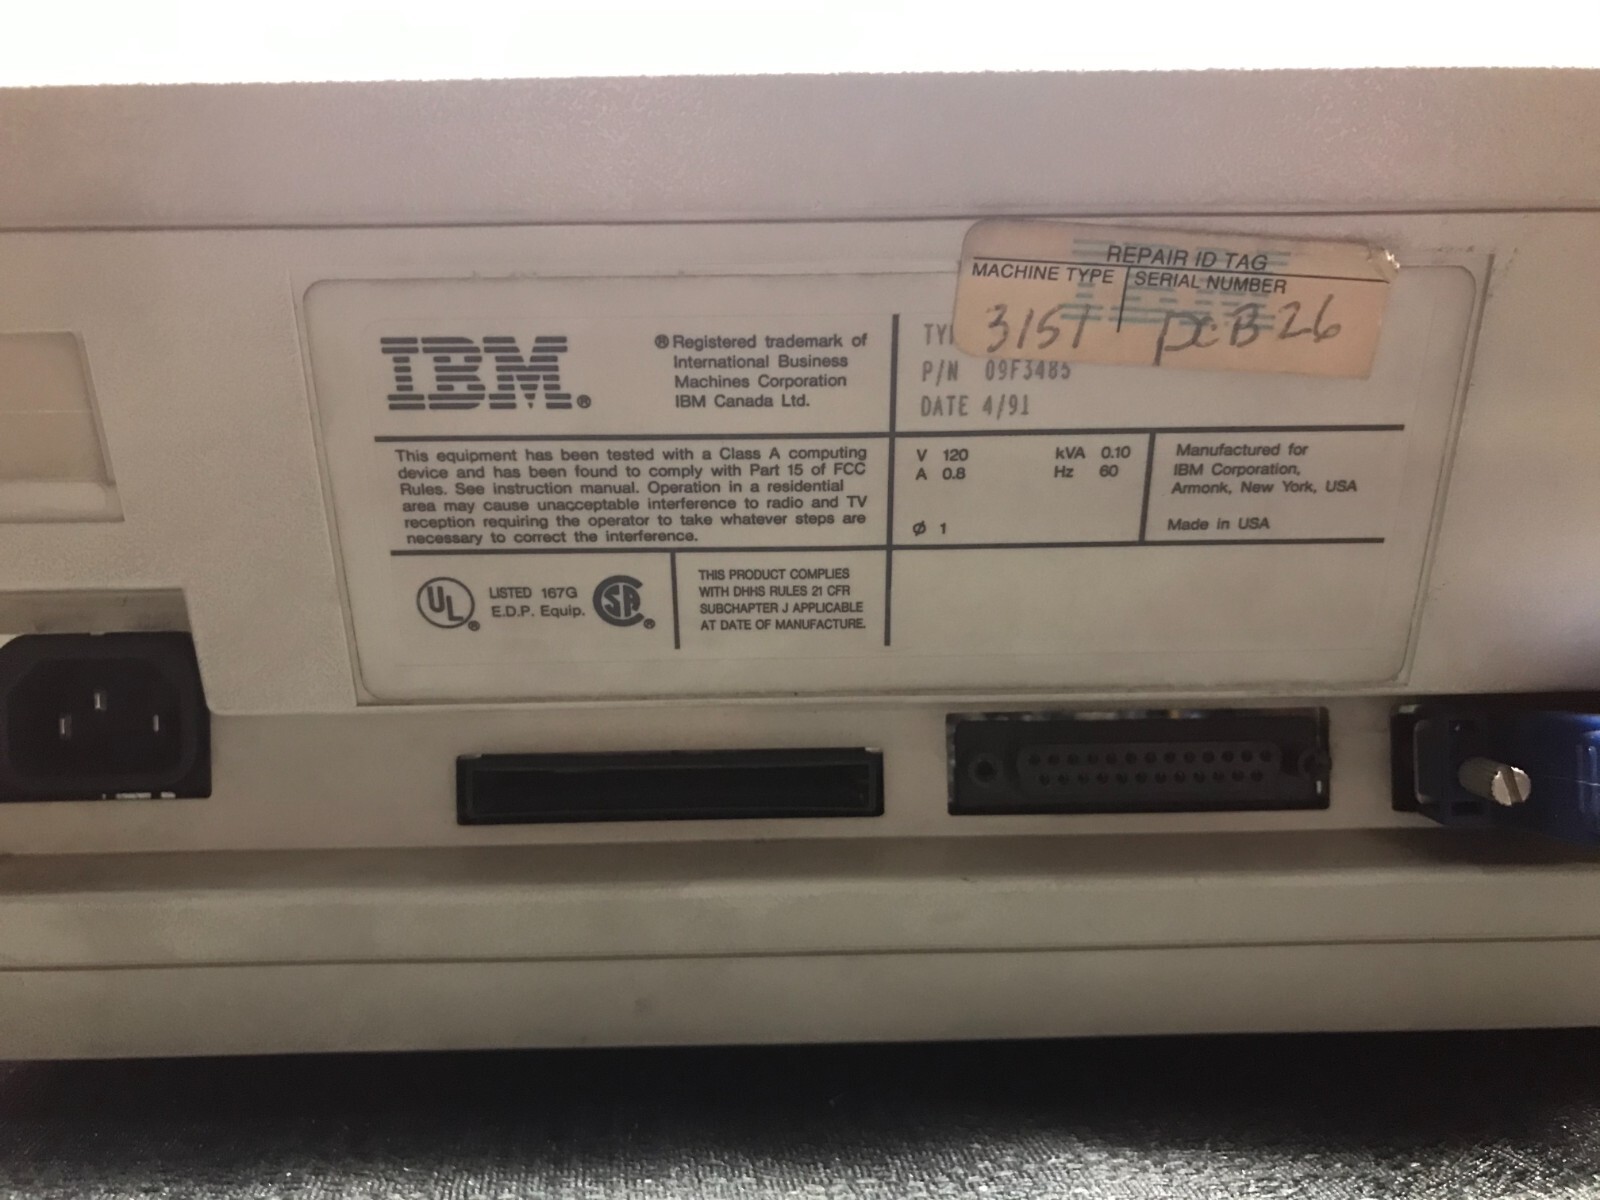 REPAIR ID TAG
MACHINE TYPE SERIAL NUMBER
3151
IBM®
® Registered trademark of
International Business
Machines Corporation
IBM Canada Ltd.
P/N 09F3485
DATE 4/91
This equipment has been tested with a Class A computing
device and has been found to comply with Part 15 of FCC
Rules. See instruction manual. Operation in a residential
area may cause unacceptable interference to radio and TV
reception requiring the operator to take whatever steps are
necessary to correct the interference.
V 120 kVA 0.10
A 0.8 Hz 60
ϕ 1
Manufactured for
IBM Corporation,
Armonk, New York, USA
Made in USA
UL®
LISTED 167G
E.D.P. Equip.
SA®
THIS PRODUCT COMPLIES
WITH DHHS RULES 21 CFR
SUBCHAPTER J APPLICABLE
AT DATE OF MANUFACTURE.